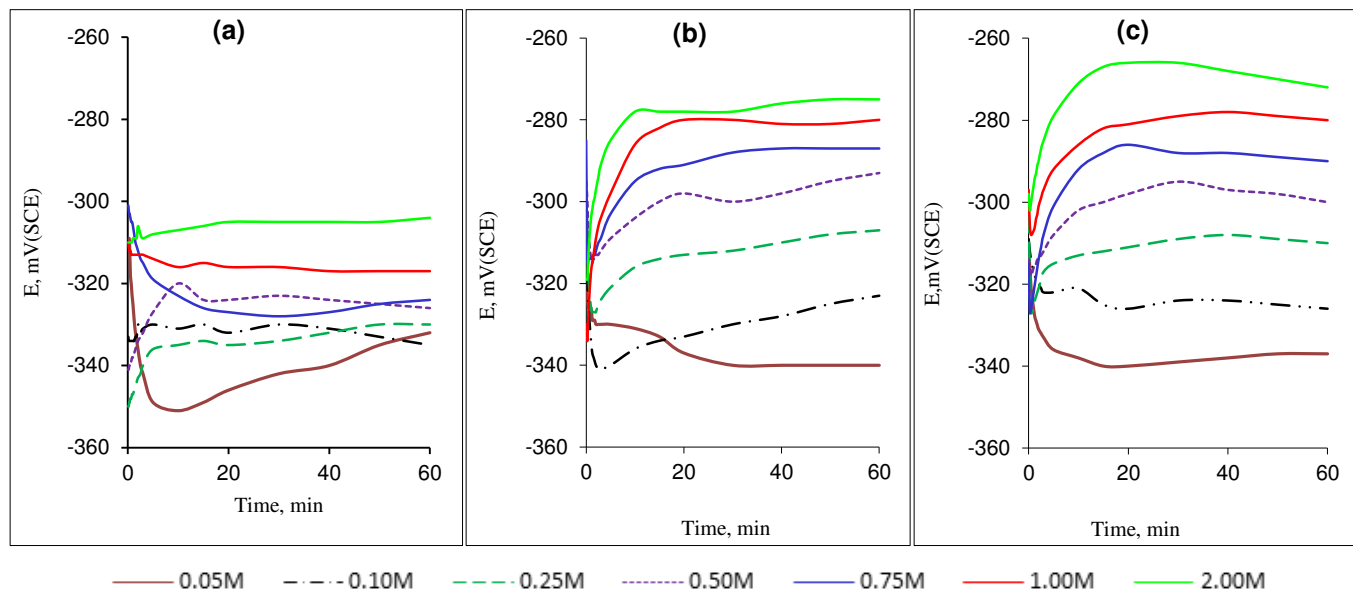 (a)
-260
-280
-300
-320
-340
-360
E, mV(SCE)
0 20 40 60
Time, min
(b)
-260
-280
-300
-320
-340
-360
E, mV(SCE)
0 20 40 60
Time, min
(c)
-260
-280
-300
-320
-340
-360
E,mV(SCE)
0 20 40 60
Time, min
0.05M 0.10M 0.25M 0.50M 0.75M 1.00M 2.00M